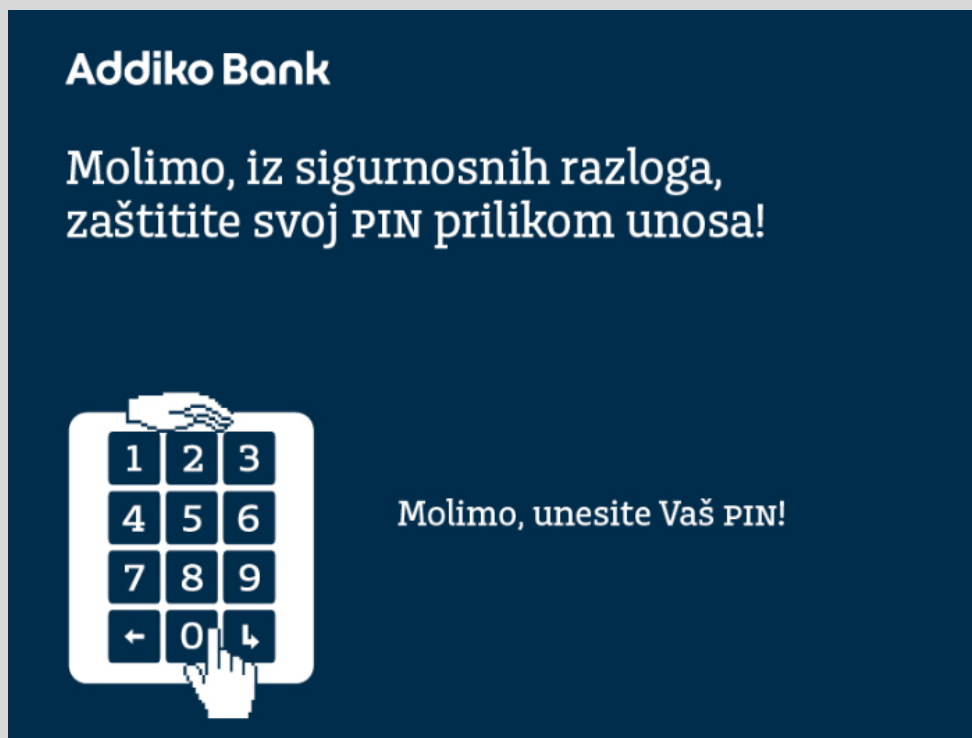 Addiko Bank
Molimo, iz sigurnosnih razloga,
zaštitite svoj PIN prilikom unosa!
1 2 3
4 5 6
Molimo, unesite Vaš PIN!
7 8 9
← 0 ↳